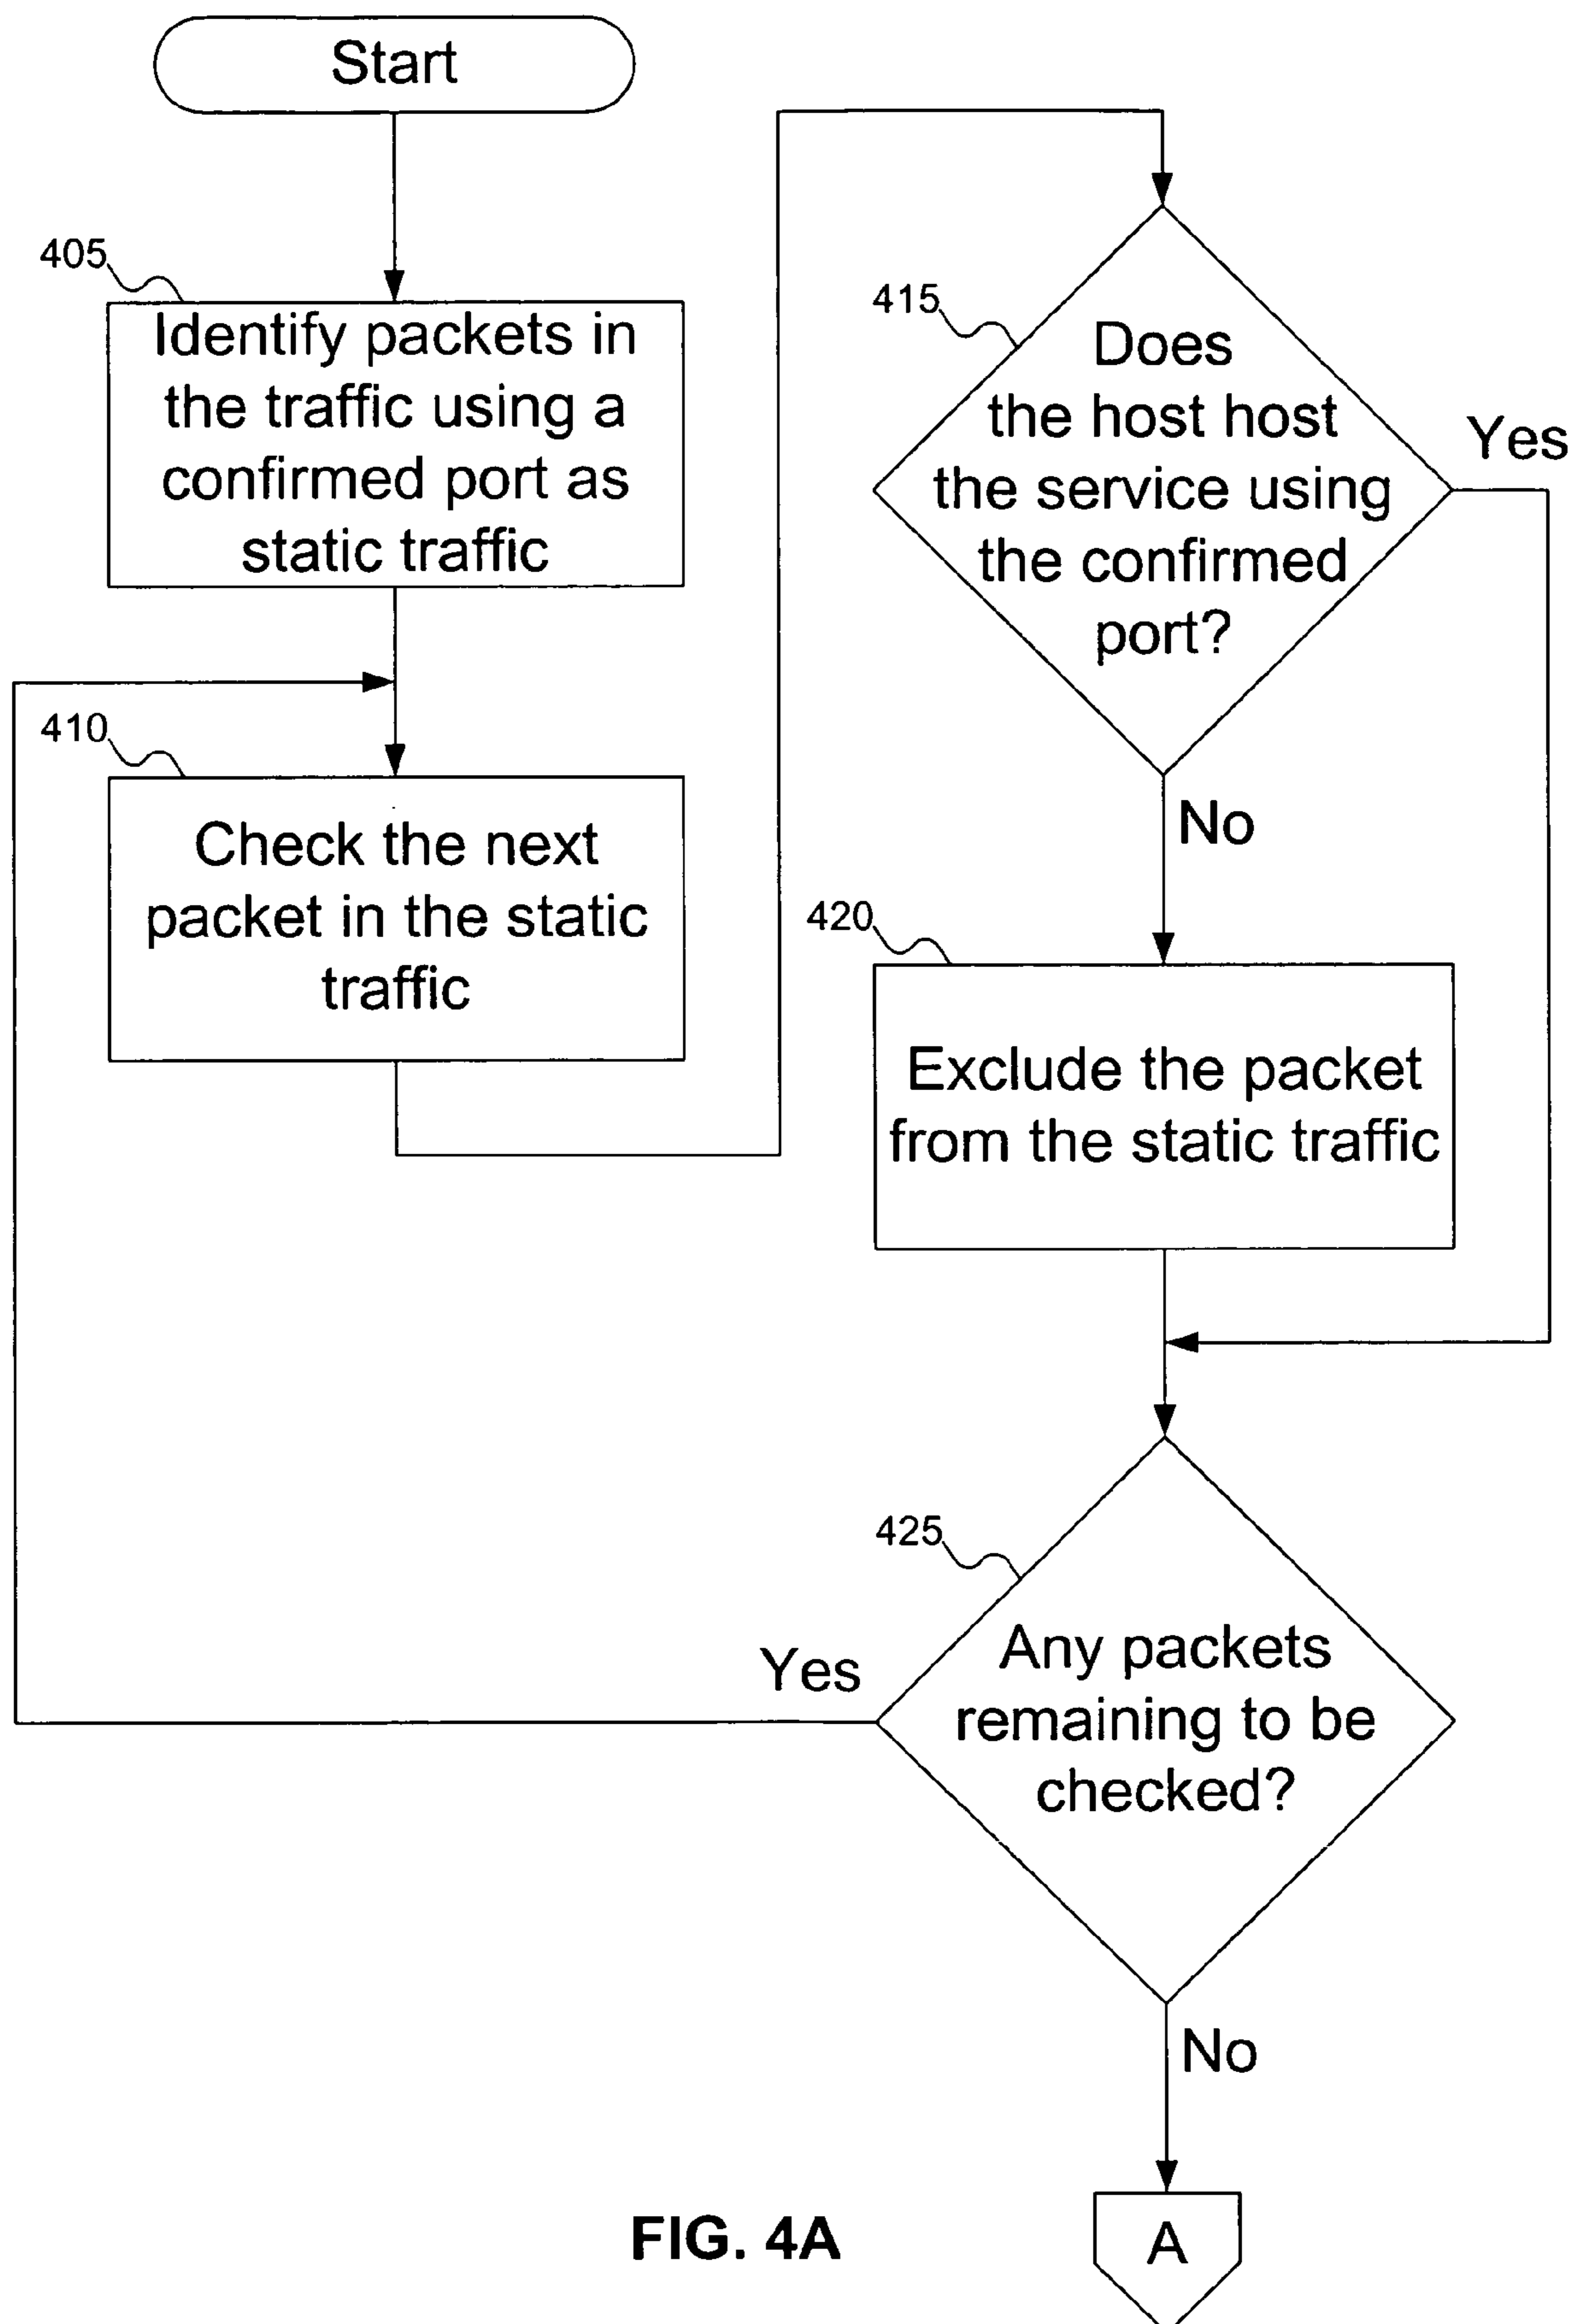 Start
405
Identify packets in
the traffic using a
confirmed port as
static traffic
410
Check the next
packet in the static
traffic
415
Does
the host host
the service using
the confirmed
port?
Yes
No
420
Exclude the packet
from the static traffic
425
Any packets
remaining to be
checked?
Yes
No
A
FIG. 4A